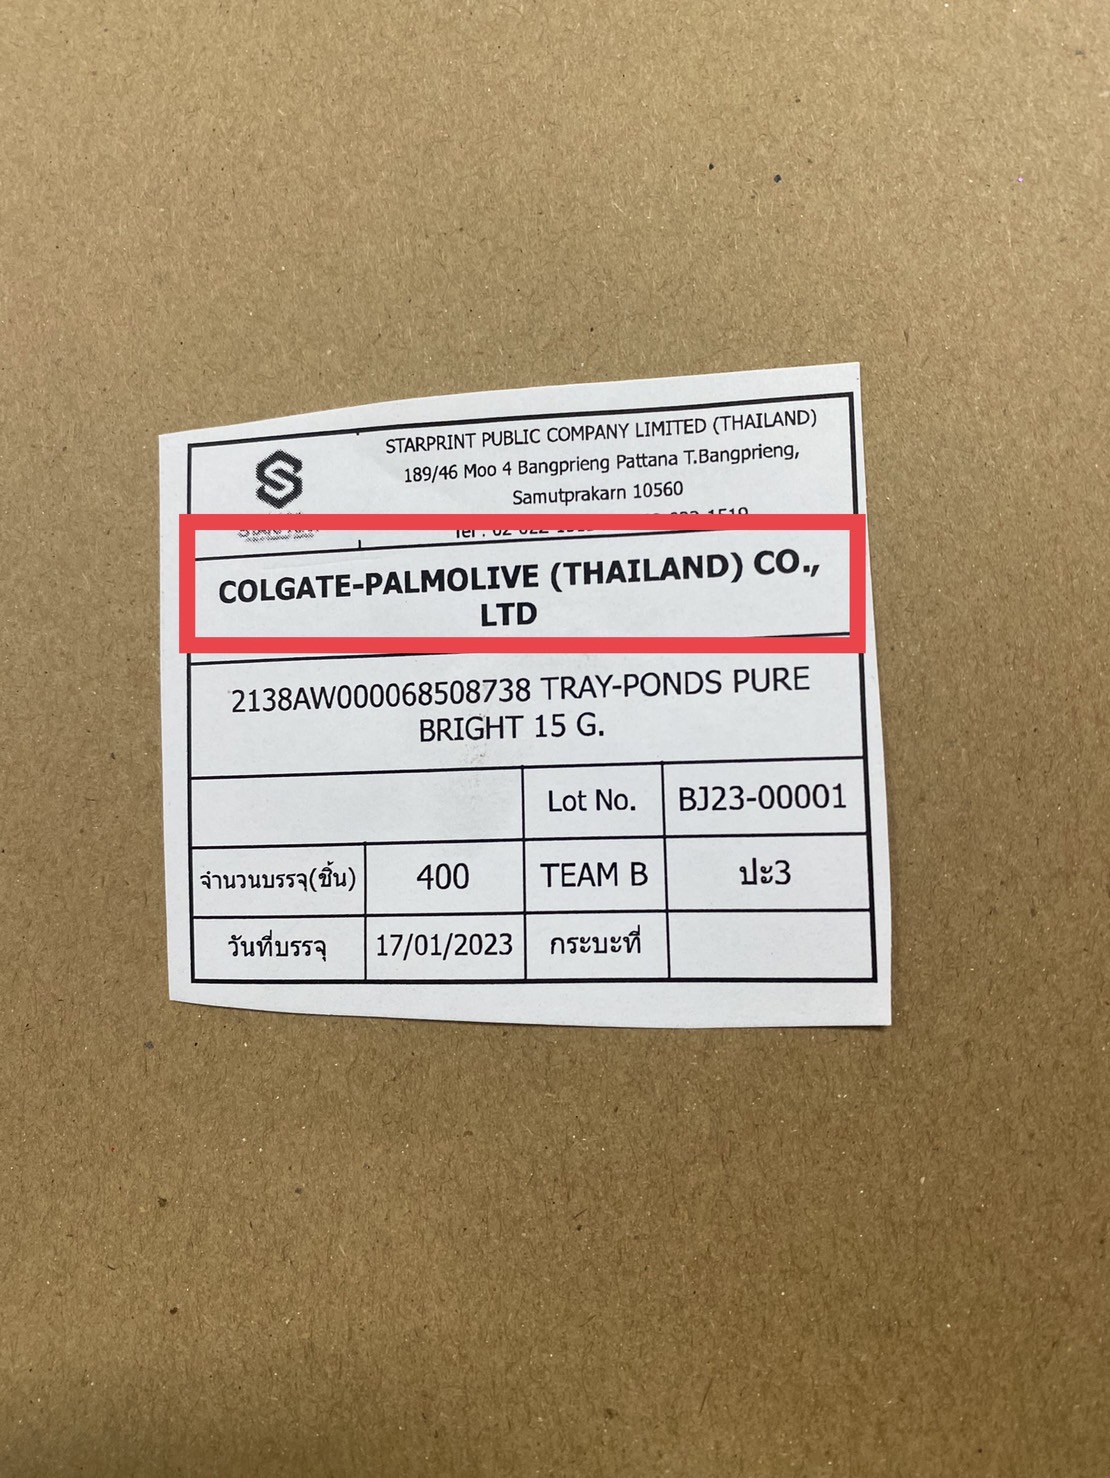 STARPRINT PUBLIC COMPANY LIMITED (THAILAND)
189/46 Moo 4 Bangprieng Pattana T.Bangprieng,
Samutprakarn 10560
COLGATE-PALMOLIVE (THAILAND) CO.,
LTD
2138AW000068508738 TRAY-PONDS PURE
BRIGHT 15 G.
Lot No. BJ23-00001
จำนวนบรรจุ(ชิ้น) 400 TEAM B ปะ3
วันที่บรรจุ 17/01/2023 กระบะที่